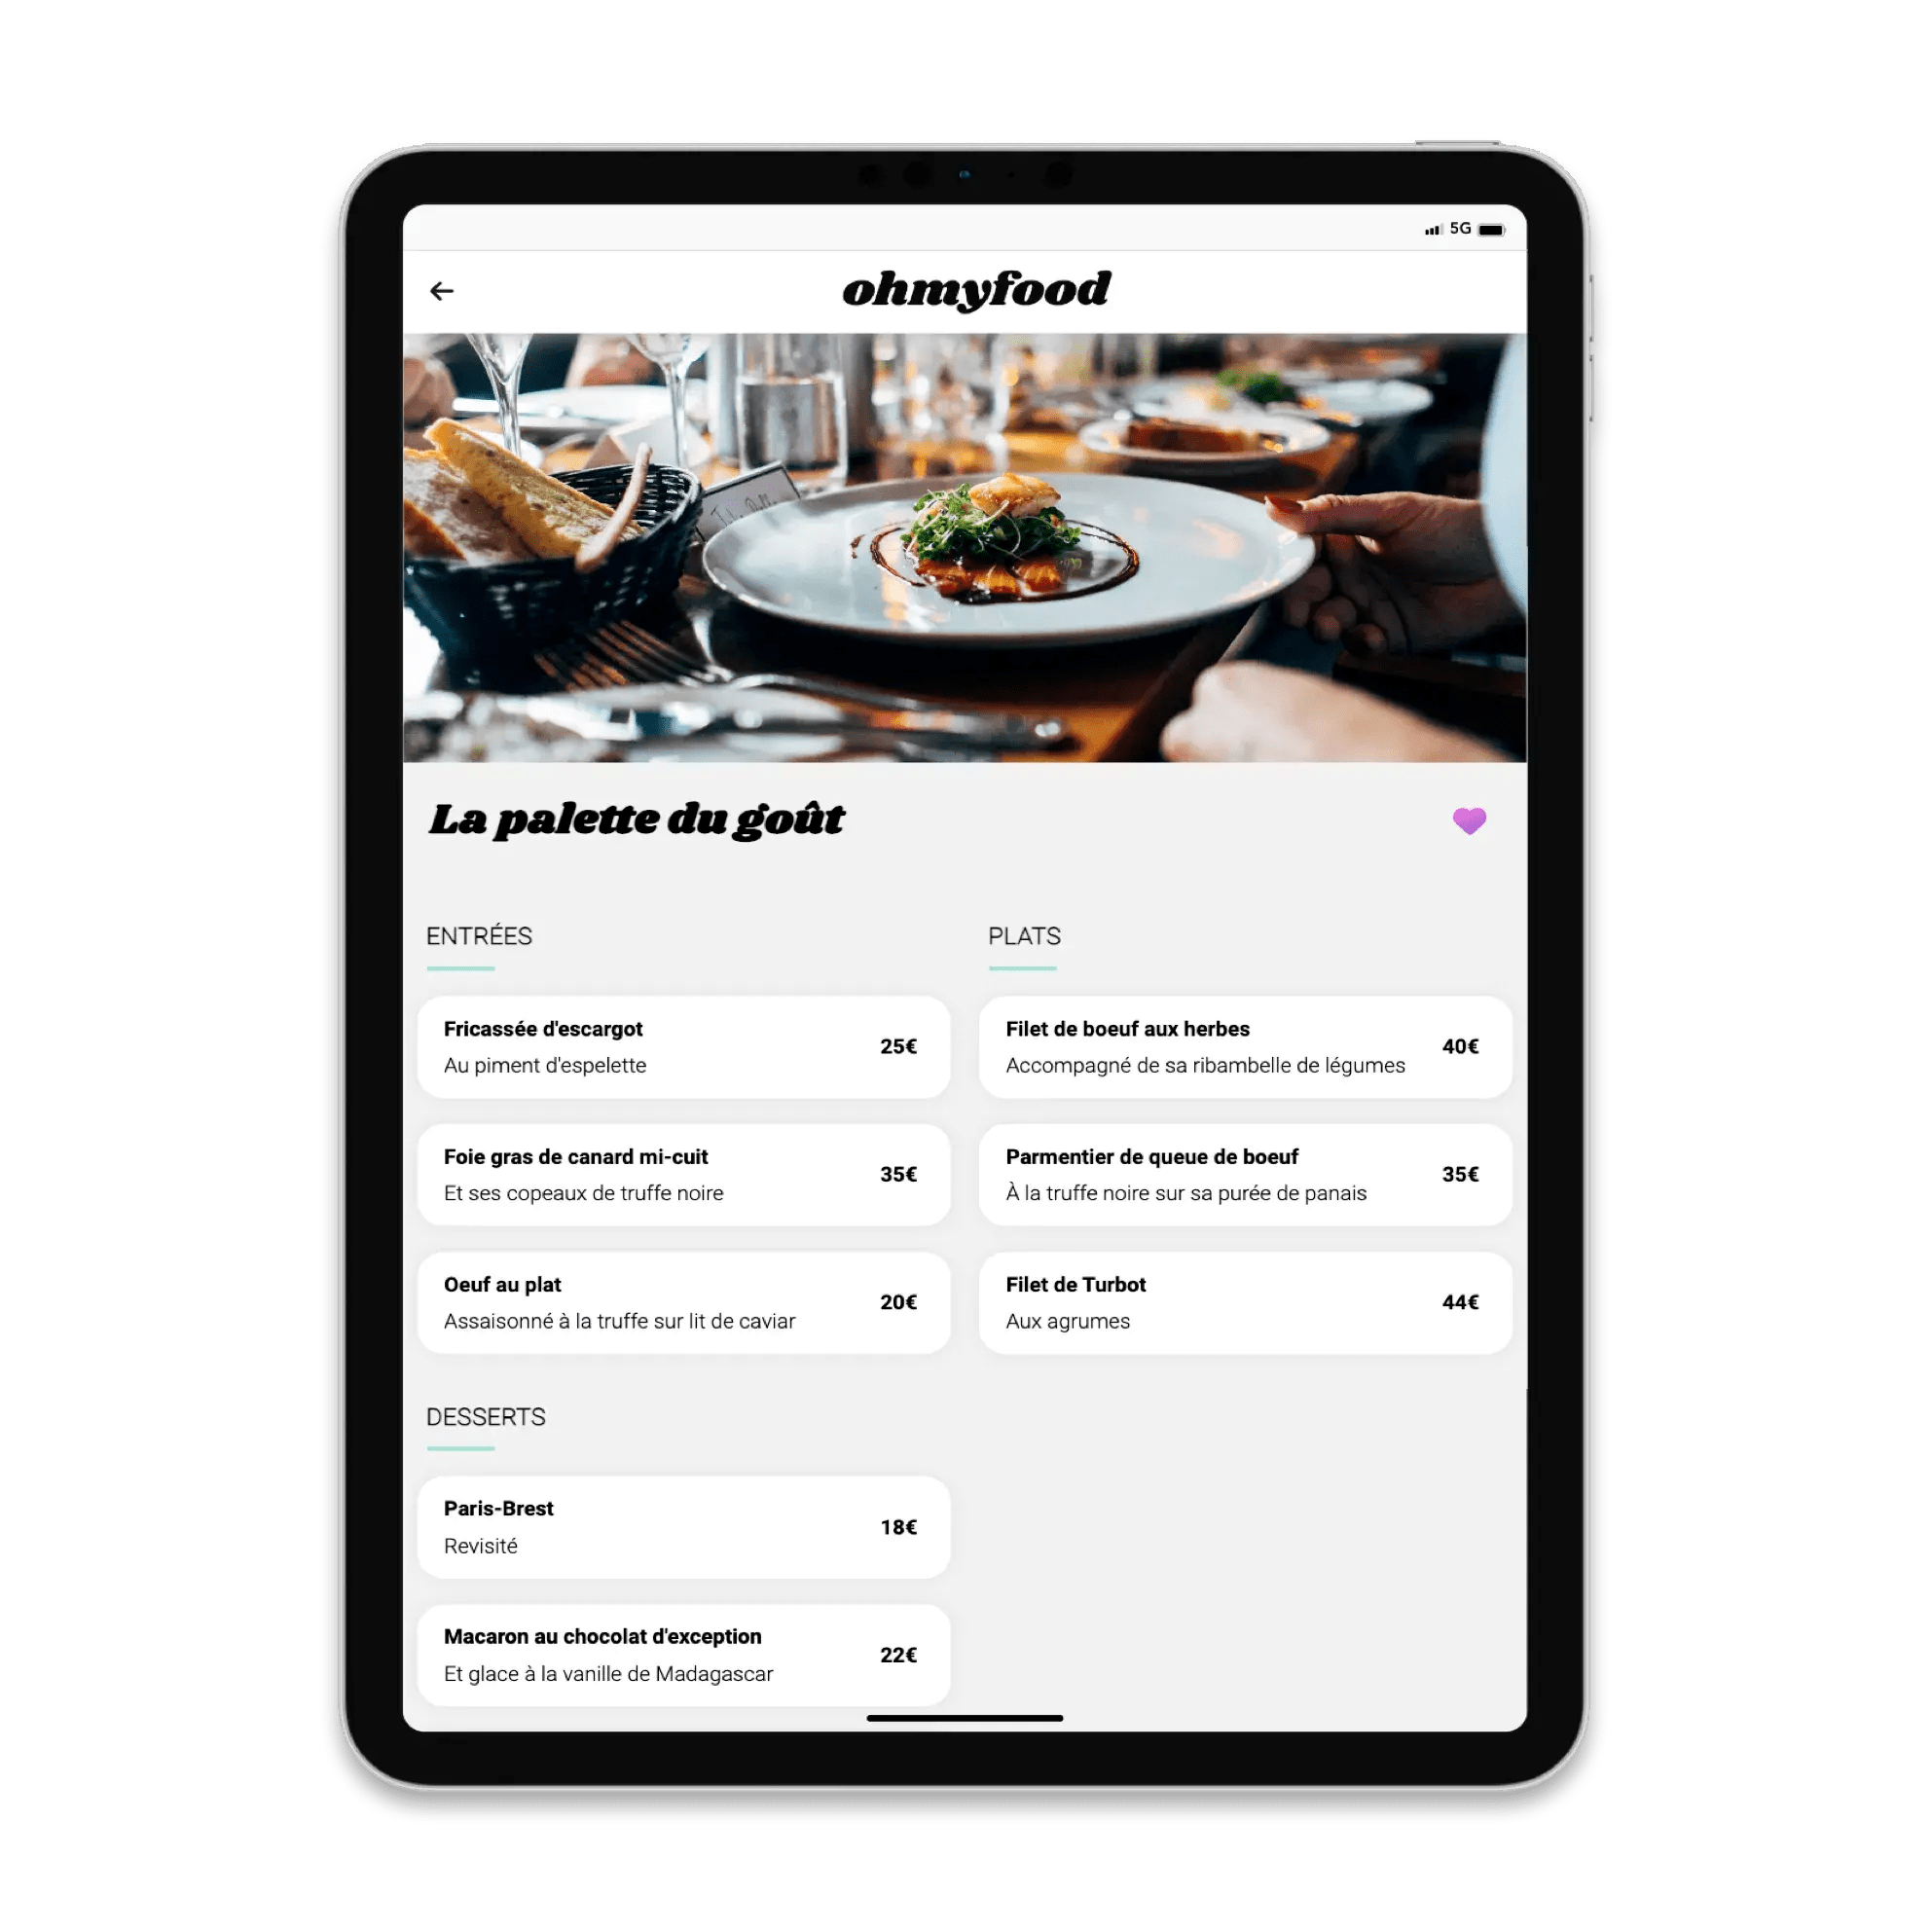 5G
ohmyfood
La palette du goût
ENTRÉES
Fricassée d'escargot
Au piment d'espelette
25€
Foie gras de canard mi-cuit
Et ses copeaux de truffe noire
35€
Oeuf au plat
Assaisonné à la truffe sur lit de caviar
20€
PLATS
Filet de boeuf aux herbes
Accompagné de sa ribambelle de légumes
40€
Parmentier de queue de boeuf
À la truffe noire sur sa purée de panais
35€
Filet de Turbot
Aux agrumes
44€
DESSERTS
Paris-Brest
Revisité
18€
Macaron au chocolat d'exception
Et glace à la vanille de Madagascar
22€